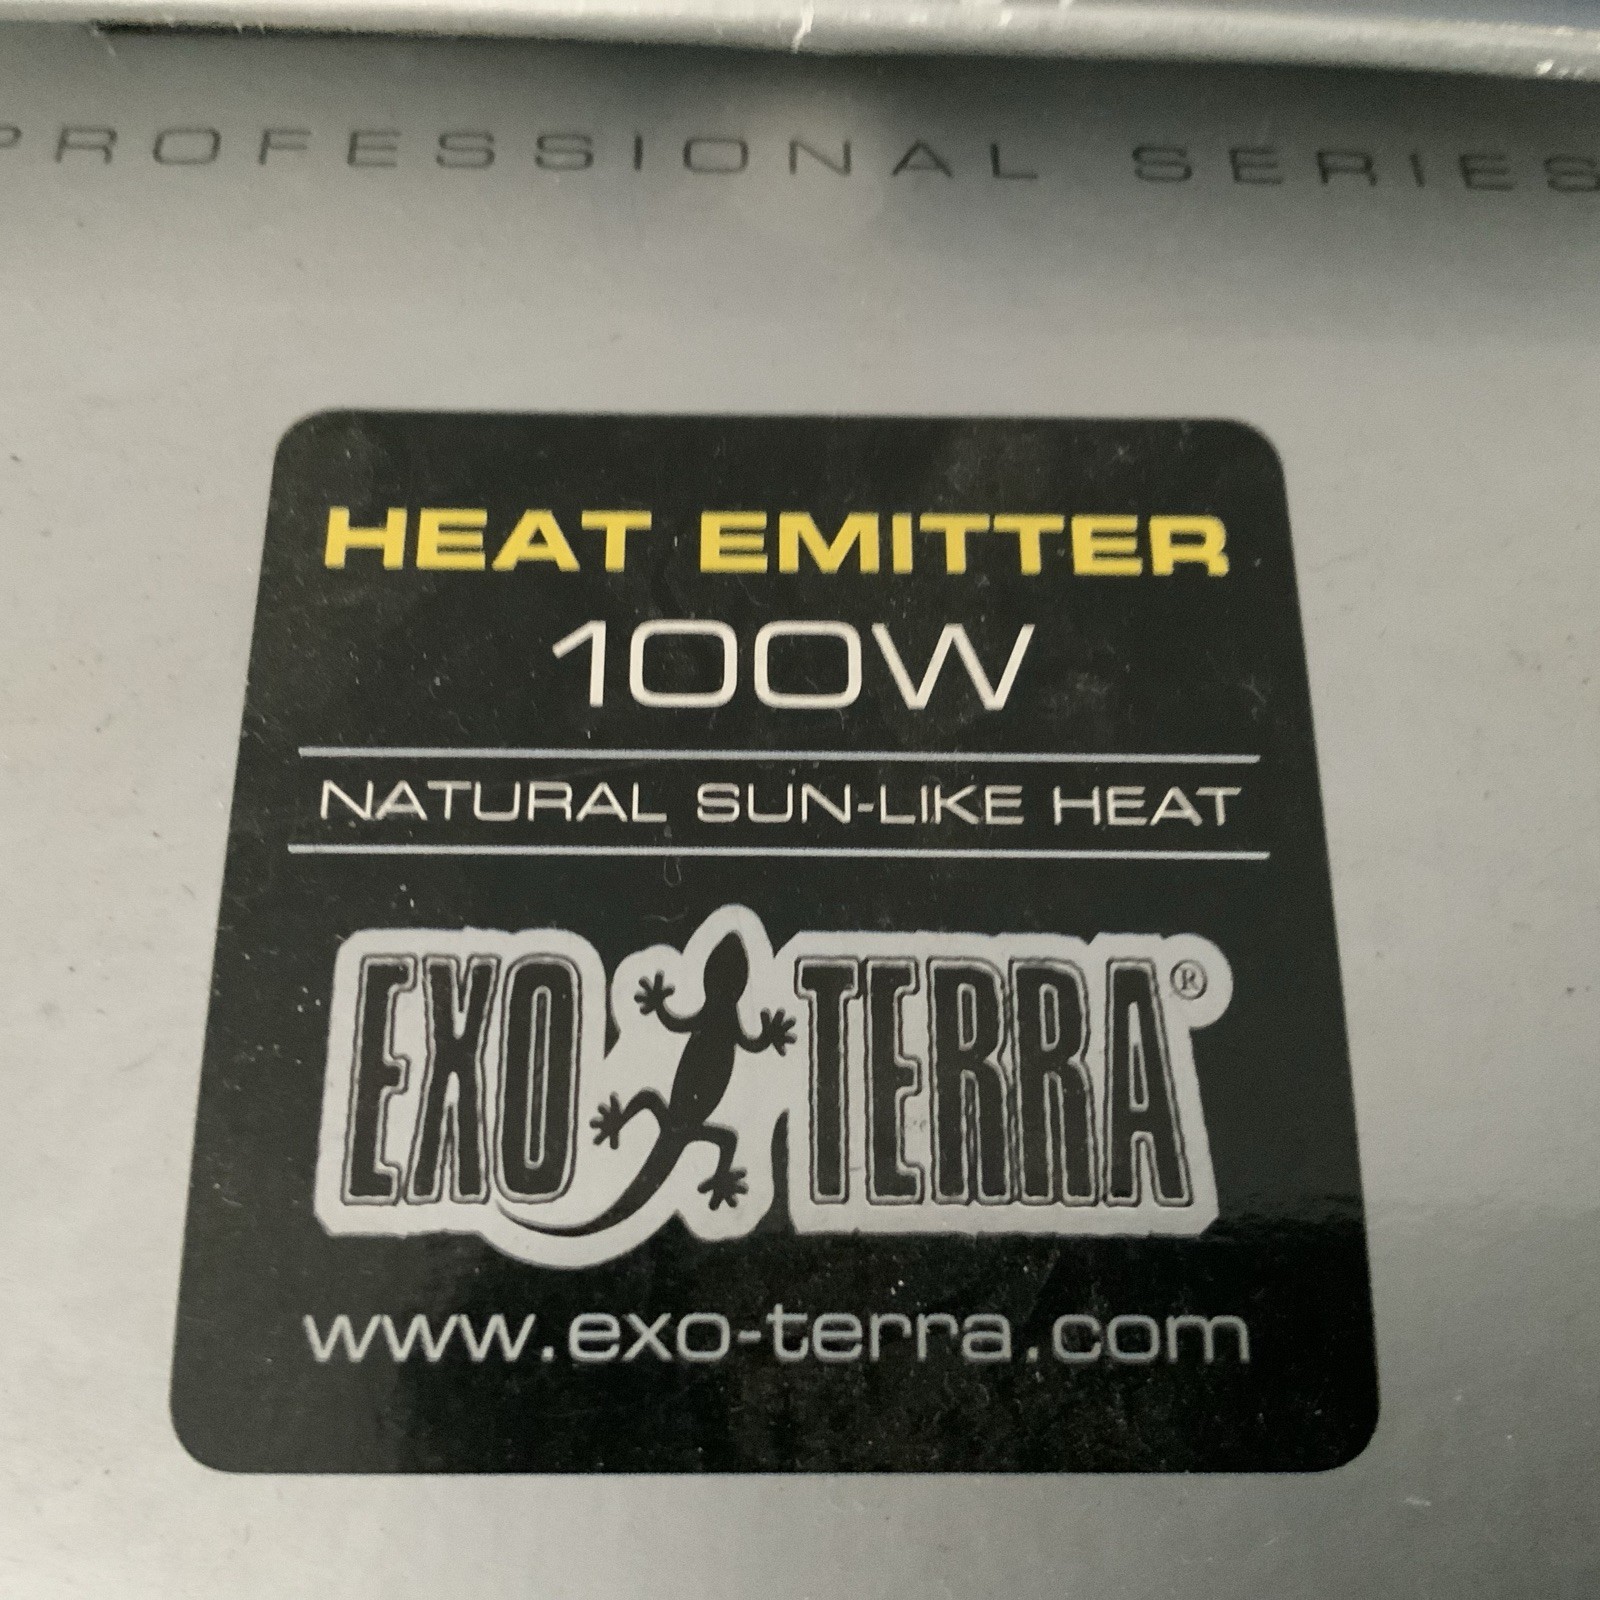 PROFESSIONAL SERIES
HEAT EMITTER
100W
NATURAL SUN-LIKE HEAT
EXO TERRA®
www.exo-terra.com